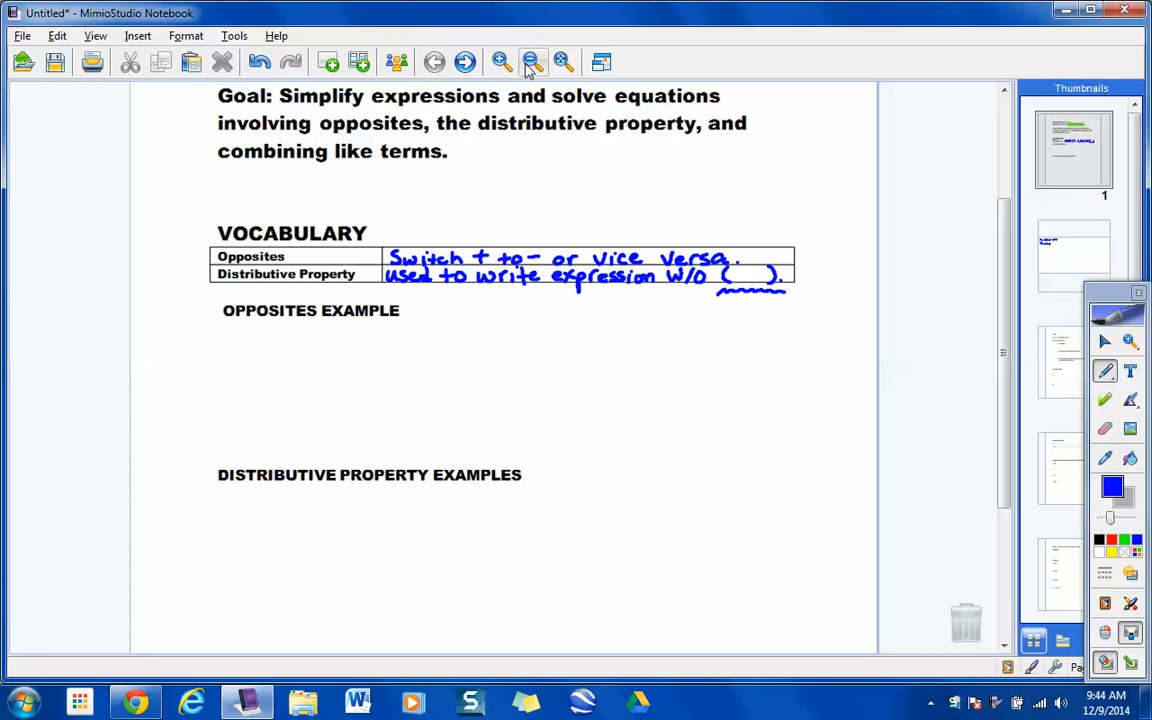 Untitled* - MimioStudio Notebook
File Edit View Insert Format Tools Help
Goal: Simplify expressions and solve equations
involving opposites, the distributive property, and
combining like terms.
VOCABULARY
Opposites Switch + to - or vice versa.
Distributive Property used to write expression w/o ( ).
OPPOSITES EXAMPLE
DISTRIBUTIVE PROPERTY EXAMPLES
Thumbnails
1
9:44 AM
12/9/2014